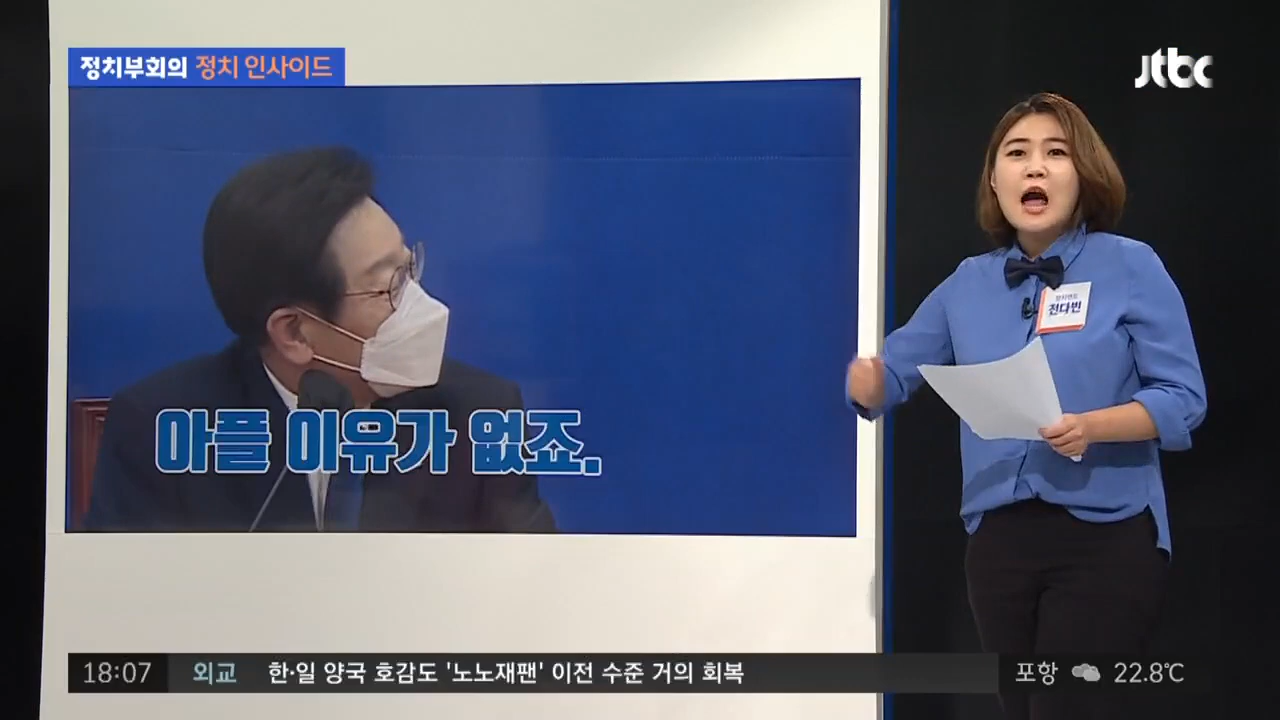 정치부회의 정치 인사이드
jtbc
전다빈
아플 이유가 없죠.
18:07 외교 한·일 양국 호감도 '노노재팬' 이전 수준 거의 회복
포항 22.8℃